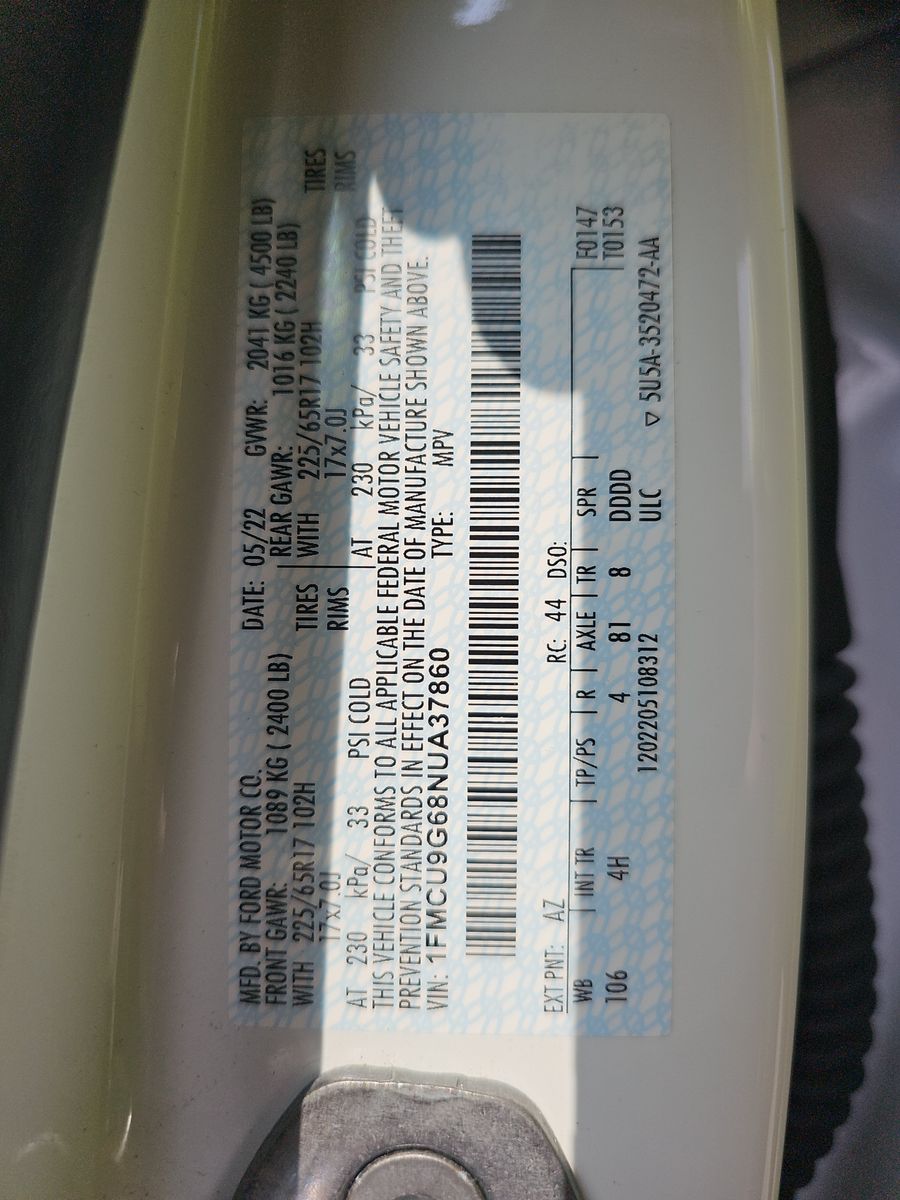 MFD. BY FORD MOTOR CO.
DATE: 05/22 GVWR: 2041 KG ( 4500 LB)
FRONT GAWR: 1089 KG ( 2400 LB) REAR GAWR: 1016 KG ( 2240 LB)
WITH 225/65R17 102H TIRES WITH 225/65R17 102H TIRES
17x7.0J RIMS 17x7.0J RIMS
AT 230 kPa/ 33 PSI COLD AT 230 kPa/ 33 PSI COLD
THIS VEHICLE CONFORMS TO ALL APPLICABLE FEDERAL MOTOR VEHICLE SAFETY AND THEFT
PREVENTION STANDARDS IN EFFECT ON THE DATE OF MANUFACTURE SHOWN ABOVE.
VIN: 1FMCU9G68NUA37860 TYPE: MPV
EXT PNT: AZ RC: 44 DSO:
WB INT TR TP/PS R AXLE TR SPR F0147
106 4H 4 81 8 DDDD T0153
1202205108312 ULC ▽ 5U5A-3520472-AA